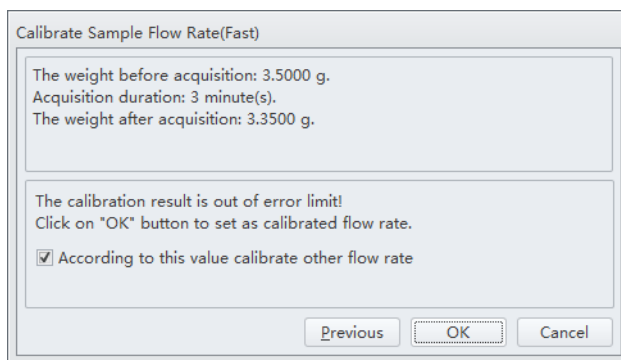 Calibrate Sample Flow Rate(Fast)
The weight before acquisition: 3.5000 g.
Acquisition duration: 3 minute(s).
The weight after acquisition: 3.3500 g.
The calibration result is out of error limit!
Click on "OK" button to set as calibrated flow rate.
According to this value calibrate other flow rate
Previous OK Cancel